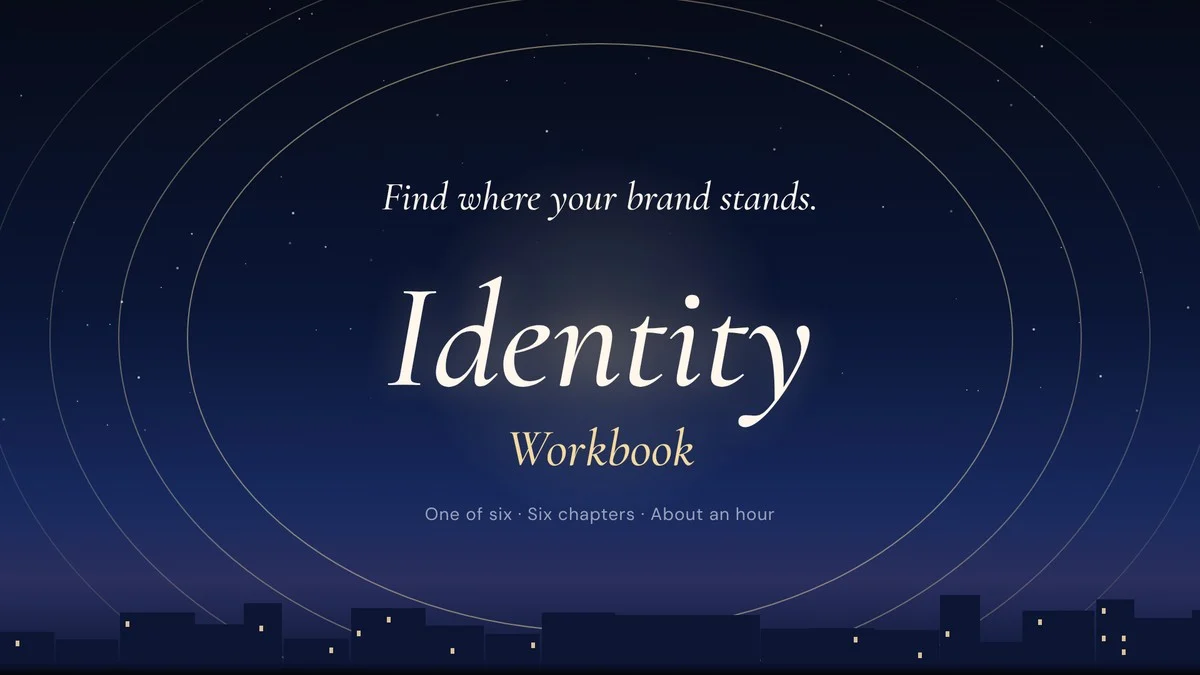 Find where your brand stands.
Identity
Workbook
One of six · Six chapters · About an hour